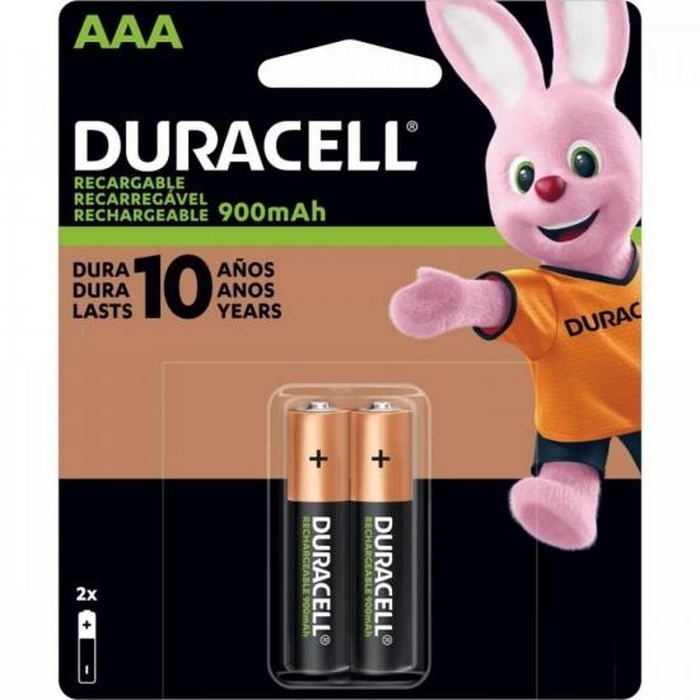 AAA
DURACELL®
RECARGABLE
RECARREGÁVEL
RECHARGEABLE 900mAh
DURA 10 AÑOS
DURA ANOS
LASTS YEARS
DURAC
+ +
DURACELL®
RECHARGEABLE 900mAh
DURACELL®
RECHARGEABLE 900mAh
2x
+
-